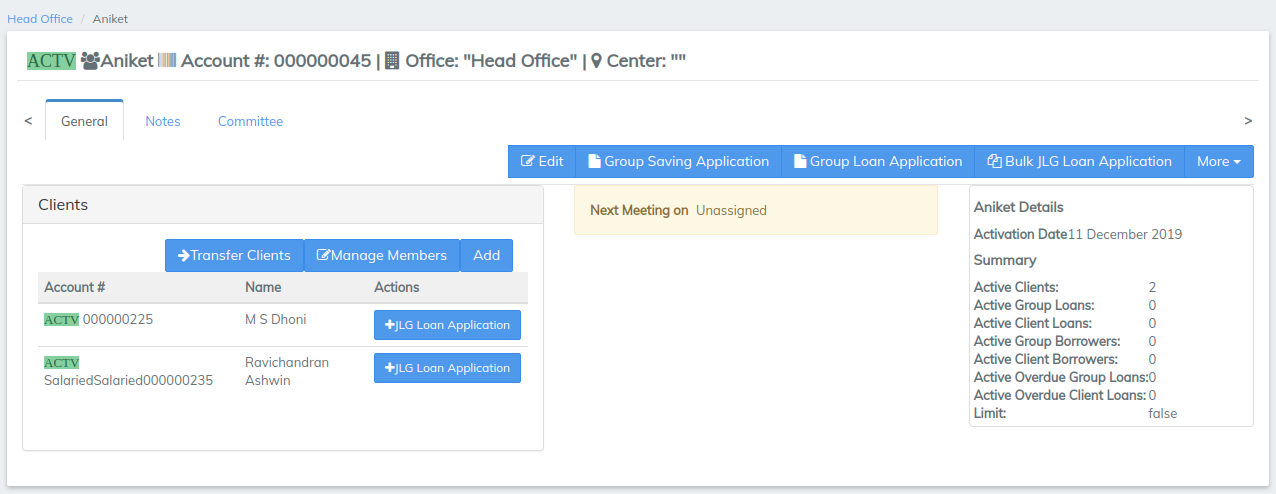 Head Office / Aniket
ACTV Aniket Account #: 000000045 | Office: "Head Office" | Center: ""
< General Notes Committee >
Edit Group Saving Application Group Loan Application Bulk JLG Loan Application More
Clients
Transfer Clients Manage Members Add
Account # Name Actions
ACTV 000000225 M S Dhoni JLG Loan Application
ACTV
SalariedSalaried000000235
Ravichandran
Ashwin
JLG Loan Application
Next Meeting on Unassigned
Aniket Details
Activation Date11 December 2019
Summary
Active Clients: 2
Active Group Loans: 0
Active Client Loans: 0
Active Group Borrowers: 0
Active Client Borrowers: 0
Active Overdue Group Loans:0
Active Overdue Client Loans: 0
Limit: false